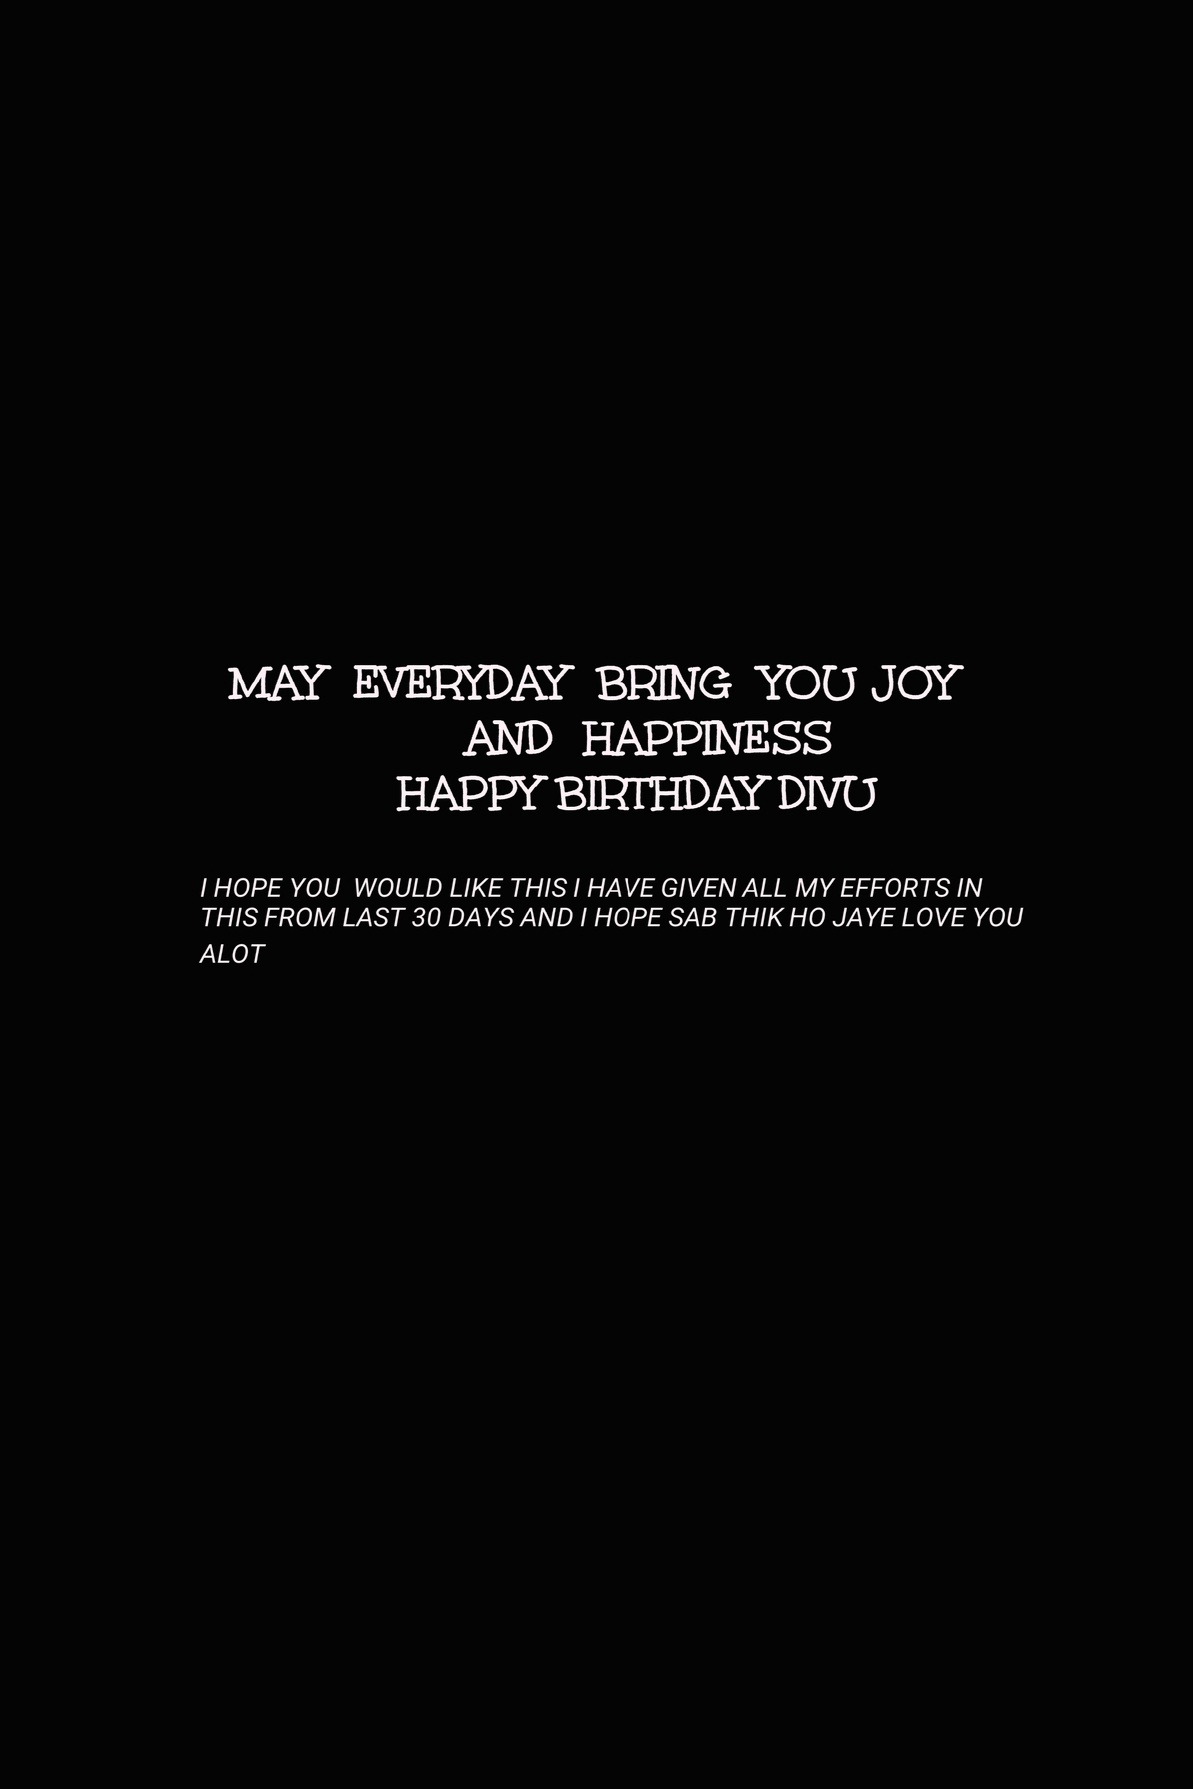 MAY EVERYDAY BRING YOU JOY
AND HAPPINESS
HAPPY BIRTHDAY DIVU
I HOPE YOU WOULD LIKE THIS I HAVE GIVEN ALL MY EFFORTS IN
THIS FROM LAST 30 DAYS AND I HOPE SAB THIK HO JAYE LOVE YOU
ALOT